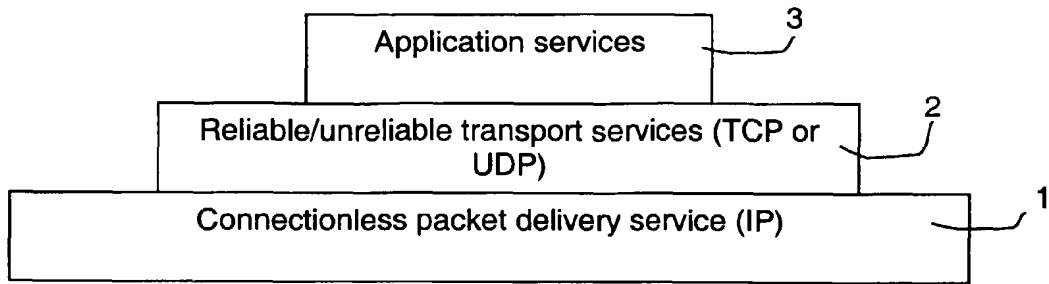 Application services
3
Reliable/unreliable transport services (TCP or
UDP)
2
Connectionless packet delivery service (IP)
1